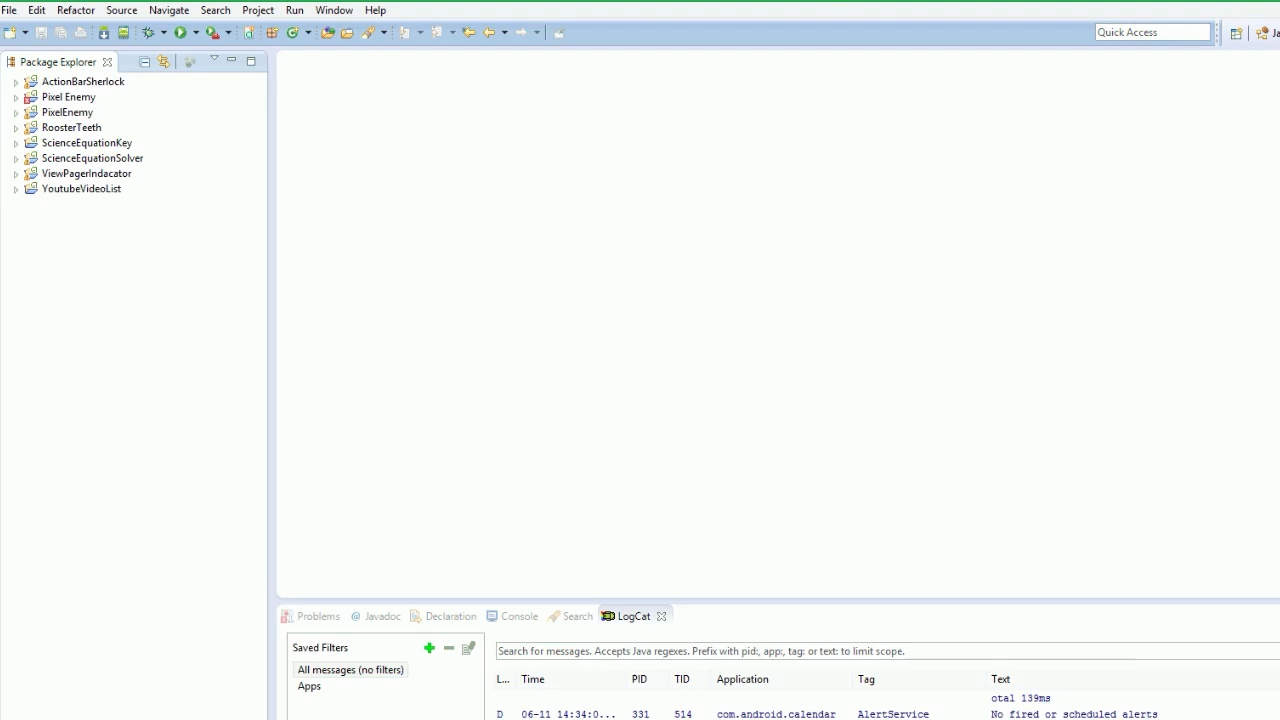 File Edit Refactor Source Navigate Search Project Run Window Help
Quick Access
Package Explorer
ActionBarSherlock
Pixel Enemy
PixelEnemy
RoosterTeeth
ScienceEquationKey
ScienceEquationSolver
ViewPagerIndacator
YoutubeVideoList
Problems @ Javadoc Declaration Console Search LogCat
Saved Filters
All messages (no filters)
Apps
Search for messages. Accepts Java regexes. Prefix with pid:, app:, tag: or text: to limit scope.
L... Time PID TID Application Tag Text
otal 139ms
D 06-11 14:34:0... 331 514 com.android.calendar AlertService No fired or scheduled alerts